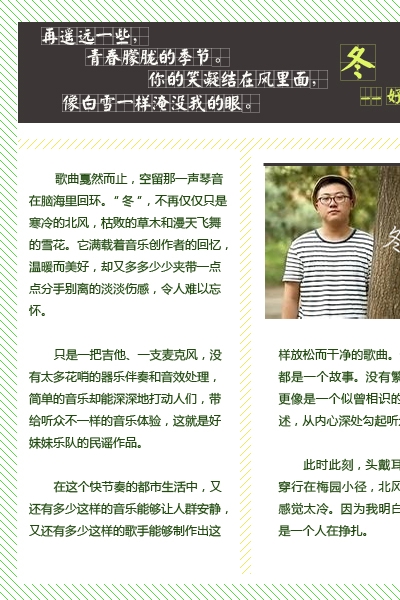 再遥远一些，
青春朦胧的季节。
你的笑凝结在风里面，
像白雪一样淹没我的眼。
冬
--好
歌曲戛然而止，空留那一声琴音
在脑海里回环。“冬”，不再仅仅只是
寒冷的北风，枯败的草木和漫天飞舞
的雪花。它满载着音乐创作者的回忆，
温暖而美好，却又多多少少夹带一点
点分手别离的淡淡伤感，令人难以忘
怀。
只是一把吉他、一支麦克风，没
有太多花哨的器乐伴奏和音效处理，
简单的音乐却能深深地打动人们，带
给听众不一样的音乐体验，这就是好
妹妹乐队的民谣作品。
在这个快节奏的都市生活中，又
还有多少这样的音乐能够让人群安静，
又还有多少这样的歌手能够制作出这
冬
样放松而干净的歌曲。
都是一个故事。没有繁
更像是一个似曾相识的
述，从内心深处勾起听
此时此刻，头戴耳
穿行在梅园小径，北风
感觉太冷。因为我明白
是一个人在挣扎。